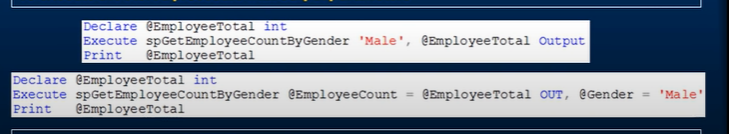 Declare @EmployeeTotal int
Execute spGetEmployeeCountByGender 'Male', @EmployeeTotal Output
Print @EmployeeTotal
Declare @EmployeeTotal int
Execute spGetEmployeeCountByGender @EmployeeCount = @EmployeeTotal OUT, @Gender = 'Male'
Print @EmployeeTotal